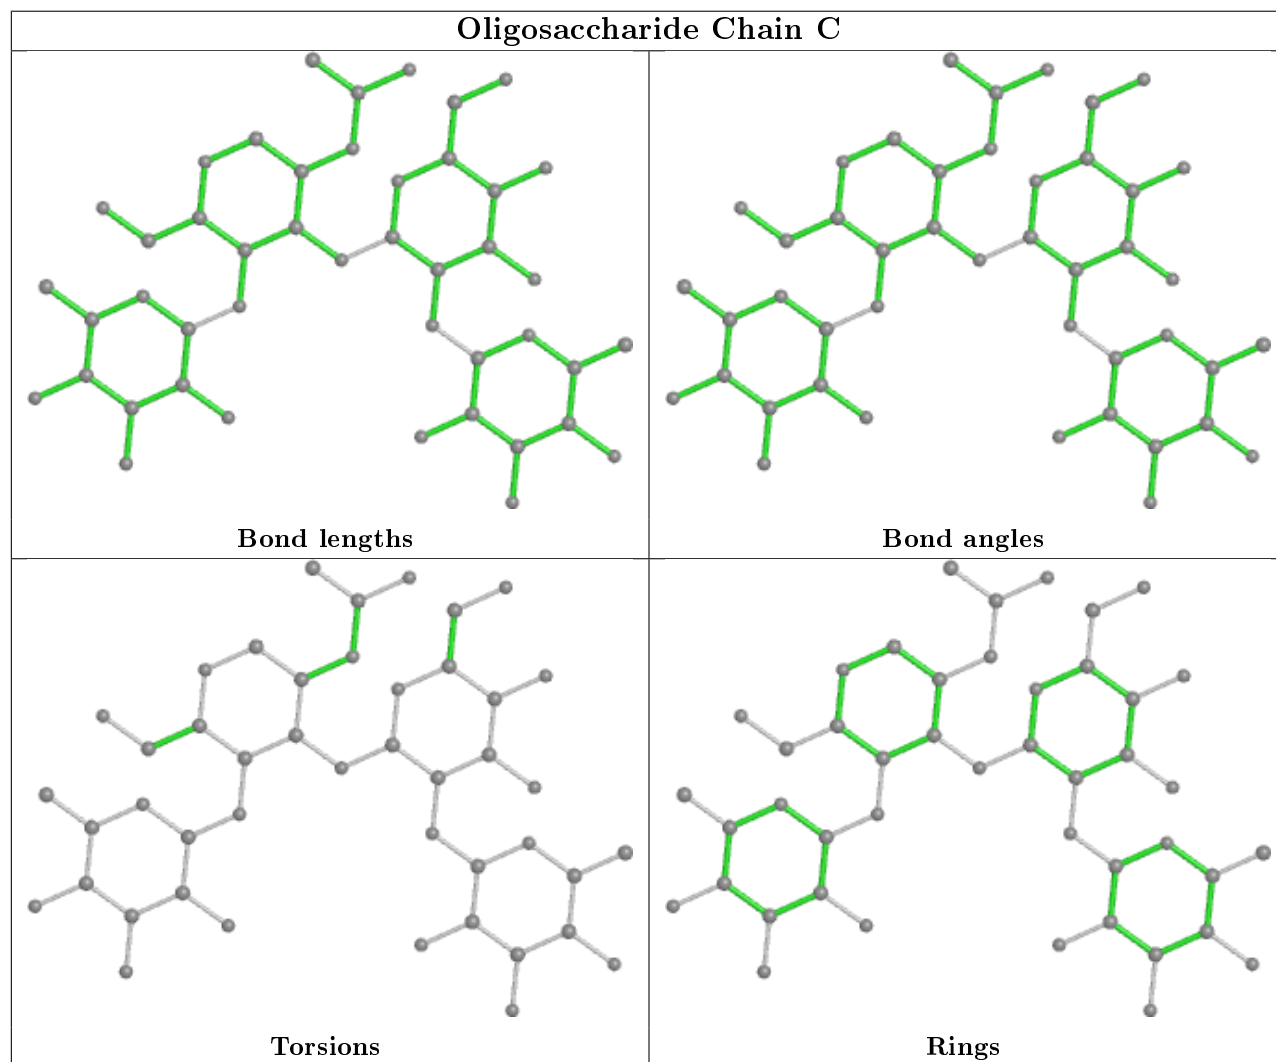 Oligosaccharide Chain C
Bond lengths
Bond angles
Torsions
Rings